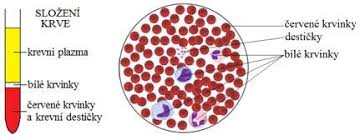 SLOŽENÍ
KRVE
krevní plazma
bílé krvinky
červené krvinky
a krevní destičky
červené krvinky
destičky
bílé krvinky